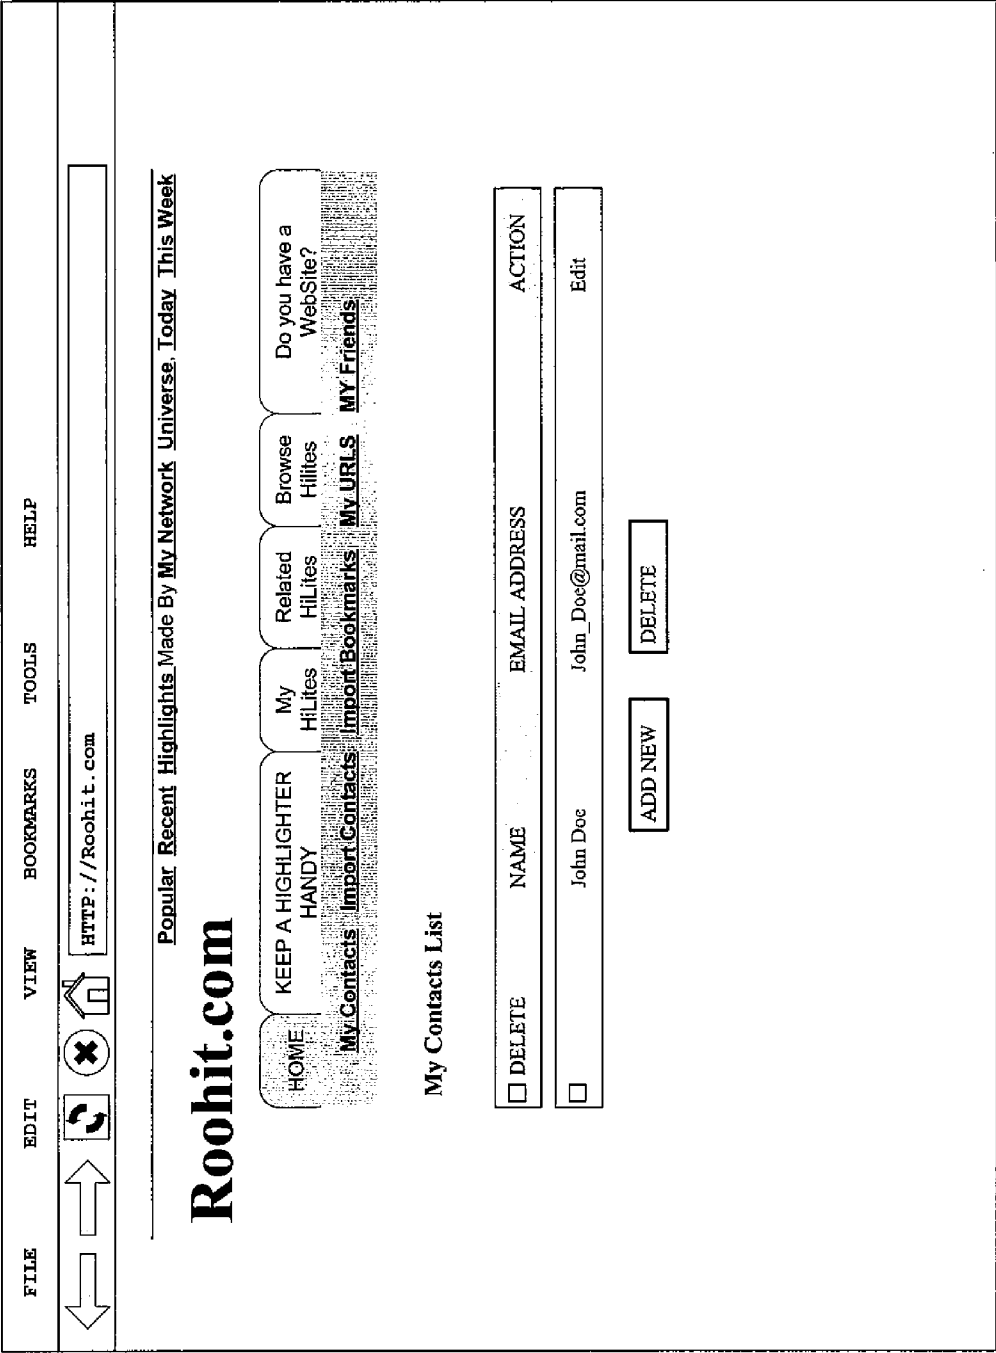 FILE EDIT VIEW BOOKMARKS TOOLS HELP
HTTP://Roohit.com
Popular Recent Highlights Made By My Network Universe, Today This Week
Roohit.com
HOME
KEEP A HIGHLIGHTER
HANDY
My
HiLites
Related
HiLites
Browse
Hilites
Do you have a
WebSite?
My Contacts Import Contacts Import Bookmarks My URLS MY Friends
My Contacts List
DELETE NAME EMAIL ADDRESS ACTION
John Doe John_Doe@mail.com Edit
ADD NEW DELETE